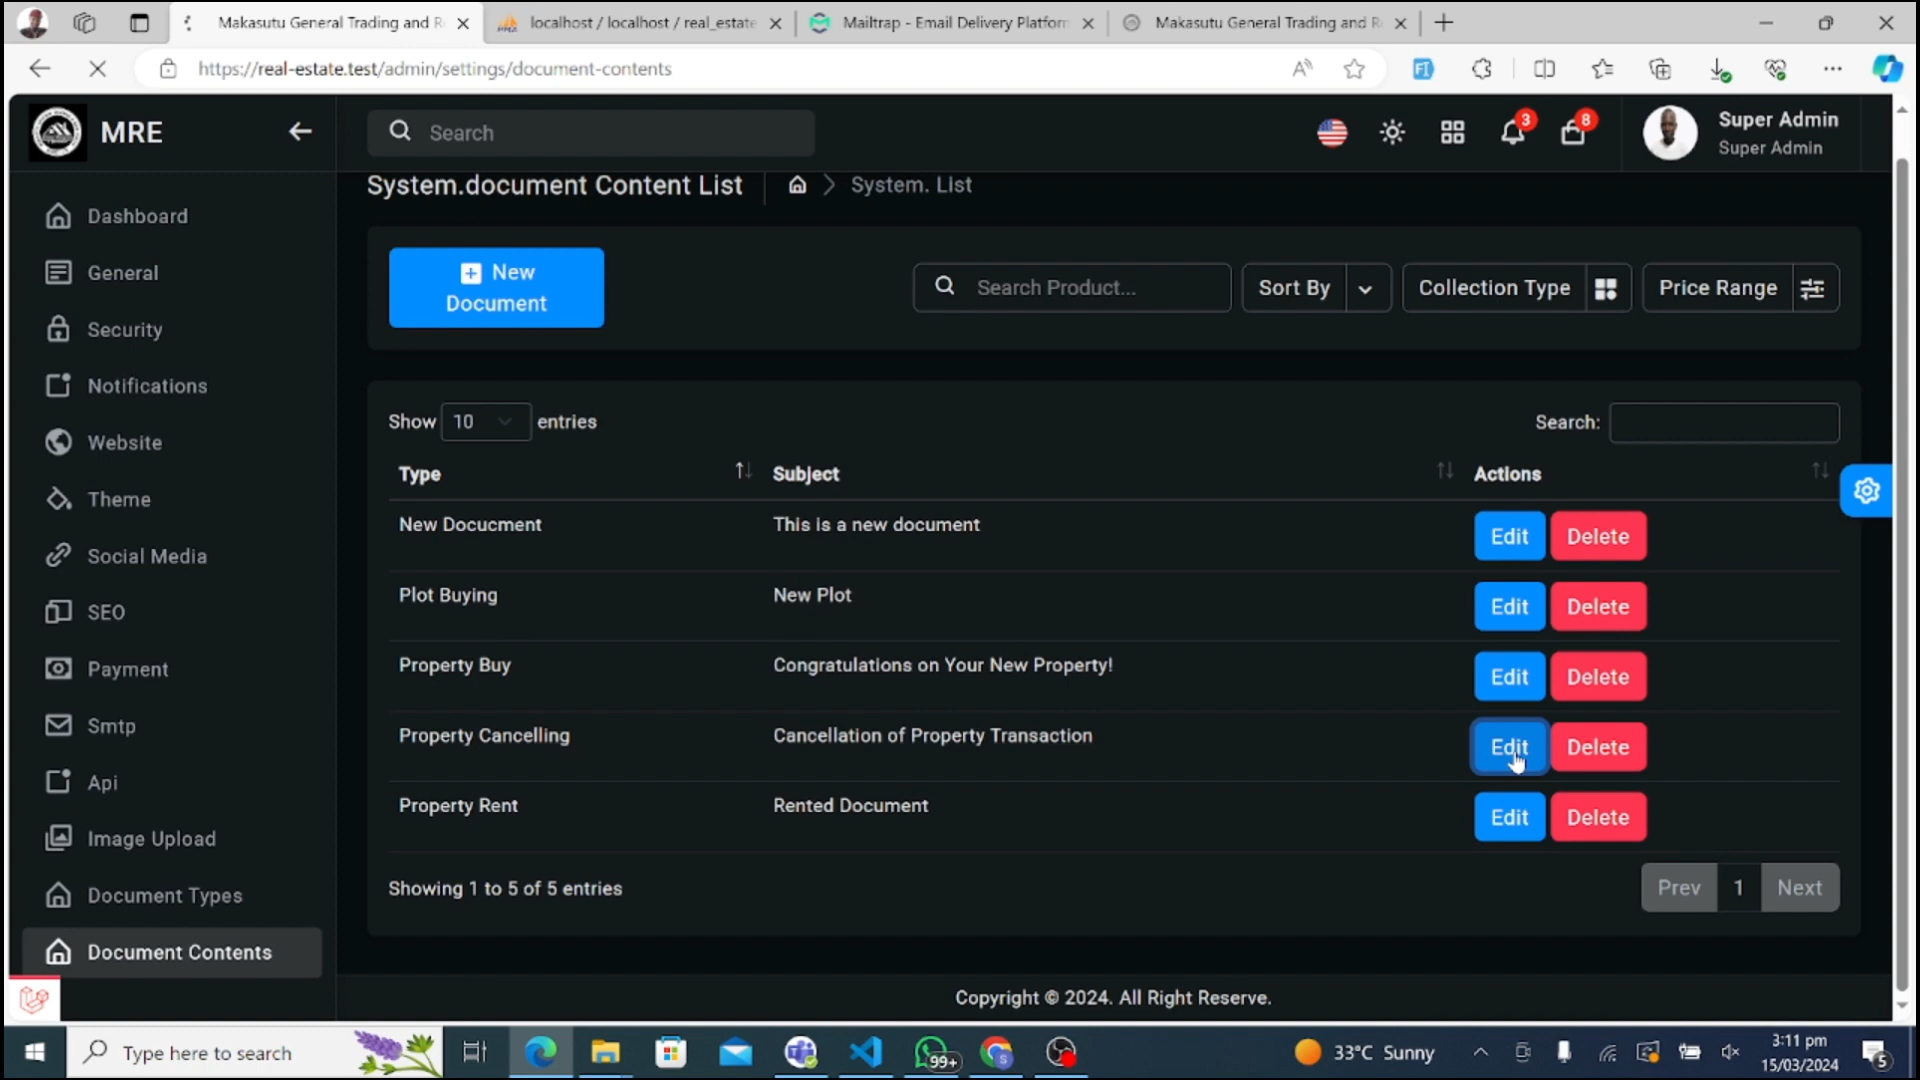 Makasutu General Trading and R
localhost / localhost / real_estate
Mailtrap - Email Delivery Platform
Makasutu General Trading and R
https://real-estate.test/admin/settings/document-contents
MRE
Search
3
8
Super Admin
Super Admin
System.document Content List
System. List
Dashboard
General
Security
Notifications
Website
Theme
Social Media
SEO
Payment
Smtp
Api
Image Upload
Document Types
Document Contents
New
Document
Search Product...
Sort By
Collection Type
Price Range
Show 10 entries
Search:
Type Subject Actions
New Docucment This is a new document Edit Delete
Plot Buying New Plot Edit Delete
Property Buy Congratulations on Your New Property! Edit Delete
Property Cancelling Cancellation of Property Transaction Edit Delete
Property Rent Rented Document Edit Delete
Showing 1 to 5 of 5 entries
Prev 1 Next
Copyright © 2024. All Right Reserve.
Type here to search
99+
33°C Sunny
3:11 pm
15/03/2024
5